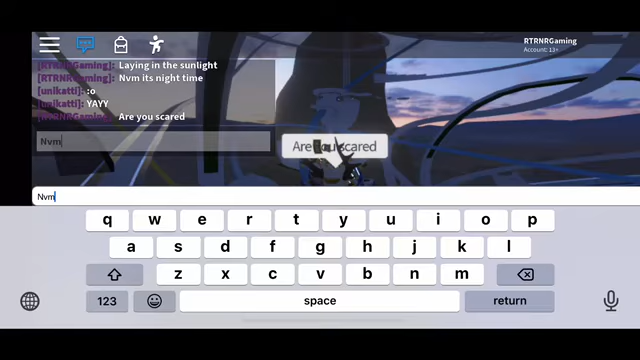 RTRNRGaming
Account: 13+
[RTRNRGaming]: Laying in the sunlight
[RTRNRGaming]: Nvm its night time
[unikatti]: :o
[unikatti]: YAYY
[RTRNRGaming]: Are you scared
Nvm
Are you scared
Nvm
q w e r t y u i o p
a s d f g h j k l
z x c v b n m
123 space return